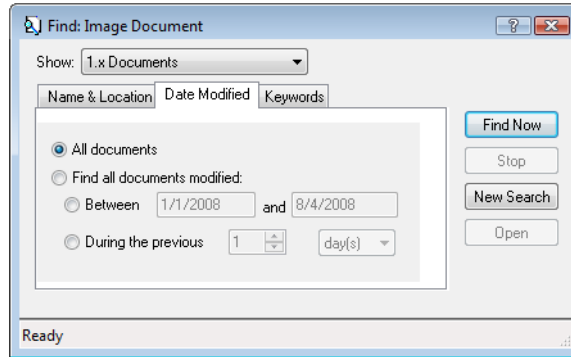 Find: Image Document
Show: 1.x Documents
Name & Location Date Modified Keywords
All documents
Find all documents modified:
Between 1/1/2008 and 8/4/2008
During the previous 1 day(s)
Find Now
Stop
New Search
Open
Ready